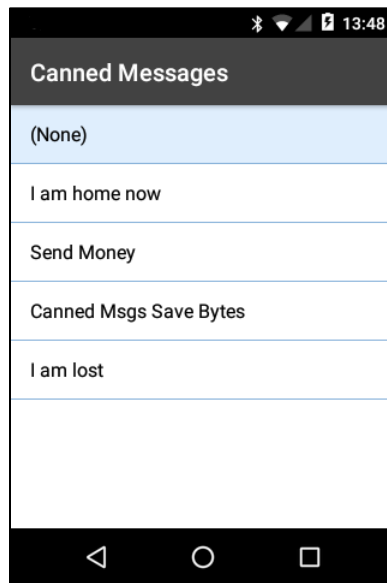 13:48
Canned Messages
(None)
I am home now
Send Money
Canned Msgs Save Bytes
I am lost